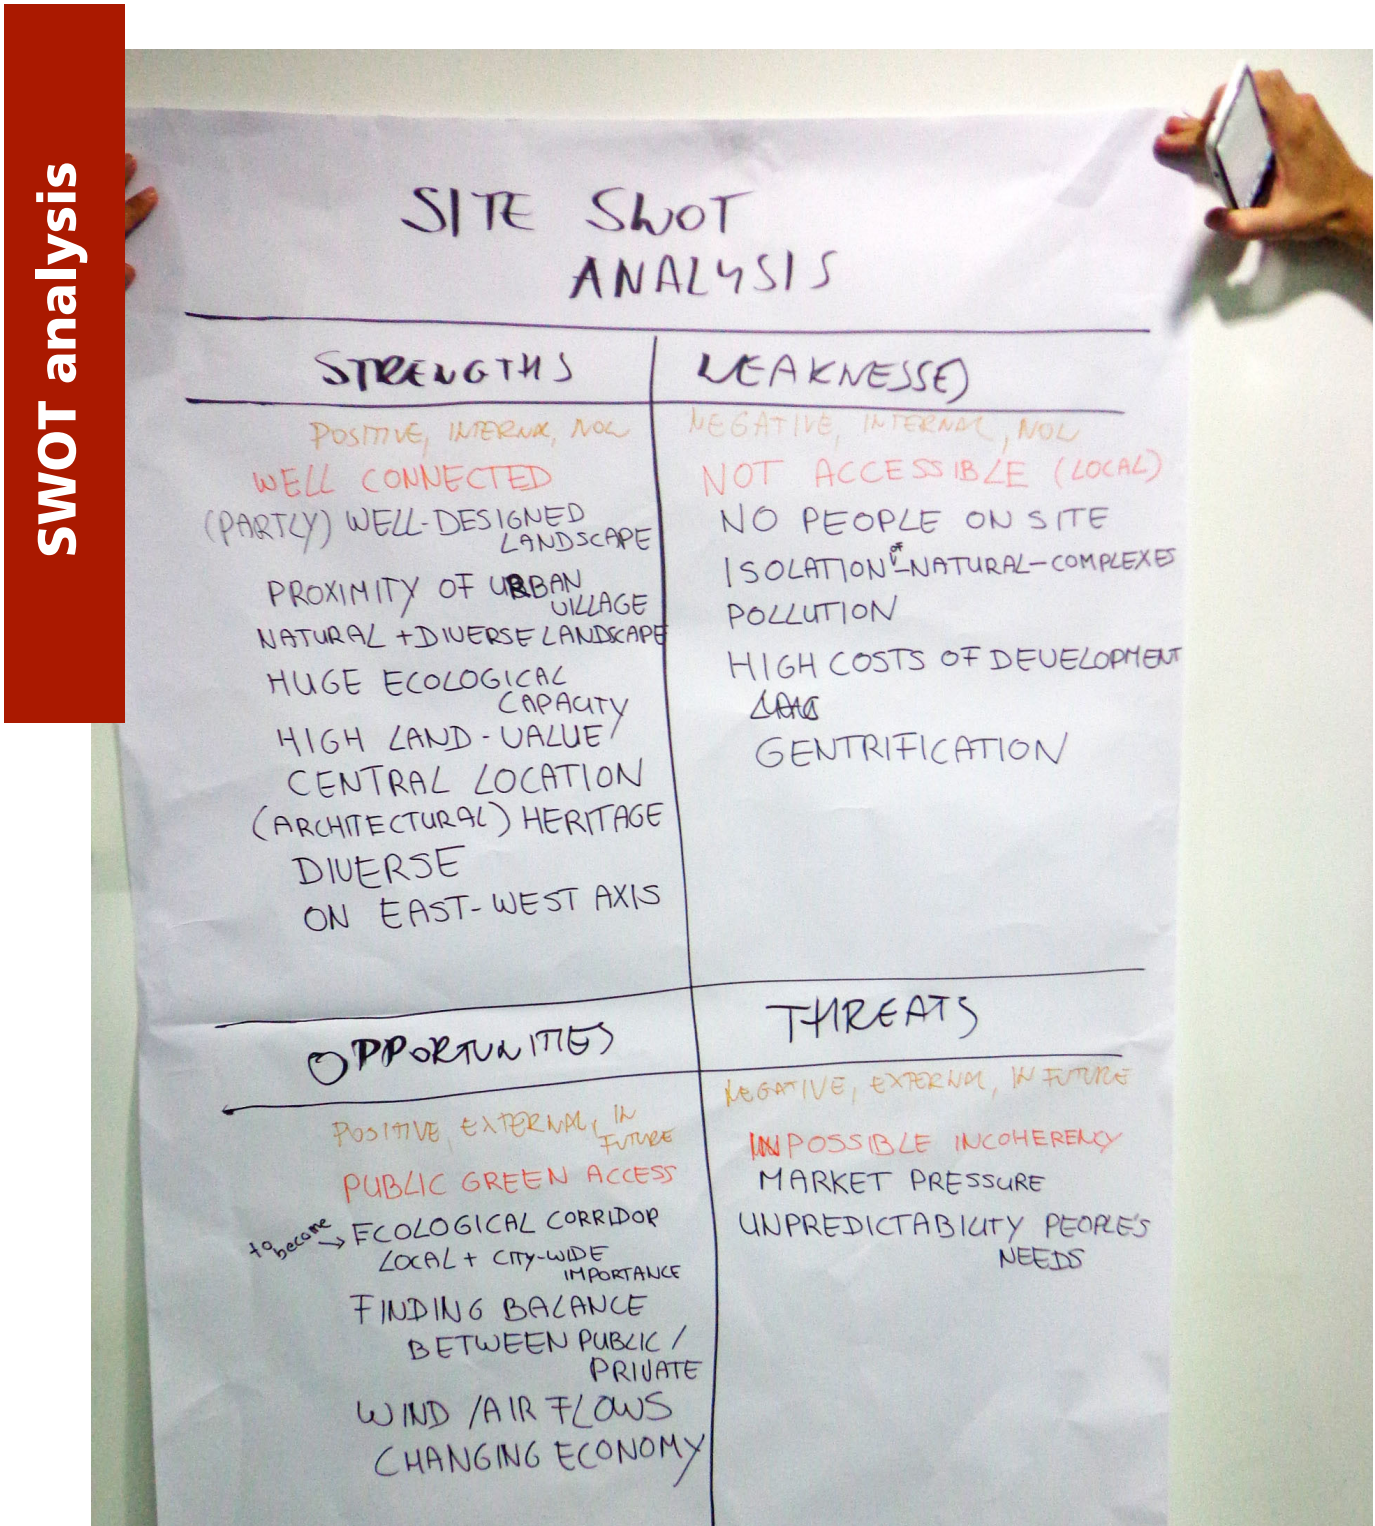 SWOT analysis
SITE SWOT
ANALYSIS
STRENGTHS
POSITIVE, INTERNAL, NOW
WELL CONNECTED
(PARTLY) WELL-DESIGNED
LANDSCAPE
PROXIMITY OF URBAN
VILLAGE
NATURAL + DIVERSE LANDSCAPE
HUGE ECOLOGICAL
CAPACITY
HIGH LAND-VALUE
CENTRAL LOCATION
(ARCHITECTURAL) HERITAGE
DIVERSE
ON EAST-WEST AXIS
WEAKNESSES
NEGATIVE, INTERNAL, NOW
NOT ACCESSIBLE (LOCAL)
NO PEOPLE ON SITE
ISOLATION OF NATURAL-COMPLEXES
POLLUTION
HIGH COSTS OF DEVELOPMENT
GENTRIFICATION
OPPORTUNITIES
POSITIVE, EXTERNAL, IN
FUTURE
PUBLIC GREEN ACCESS
to become → ECOLOGICAL CORRIDOR
LOCAL + CITY-WIDE
IMPORTANCE
FINDING BALANCE
BETWEEN PUBLIC /
PRIVATE
WIND / AIR FLOWS
CHANGING ECONOMY
THREATS
NEGATIVE, EXTERNAL, IN FUTURE
POSSIBLE INCOHERENCY
MARKET PRESSURE
UNPREDICTABILITY PEOPLE'S
NEEDS